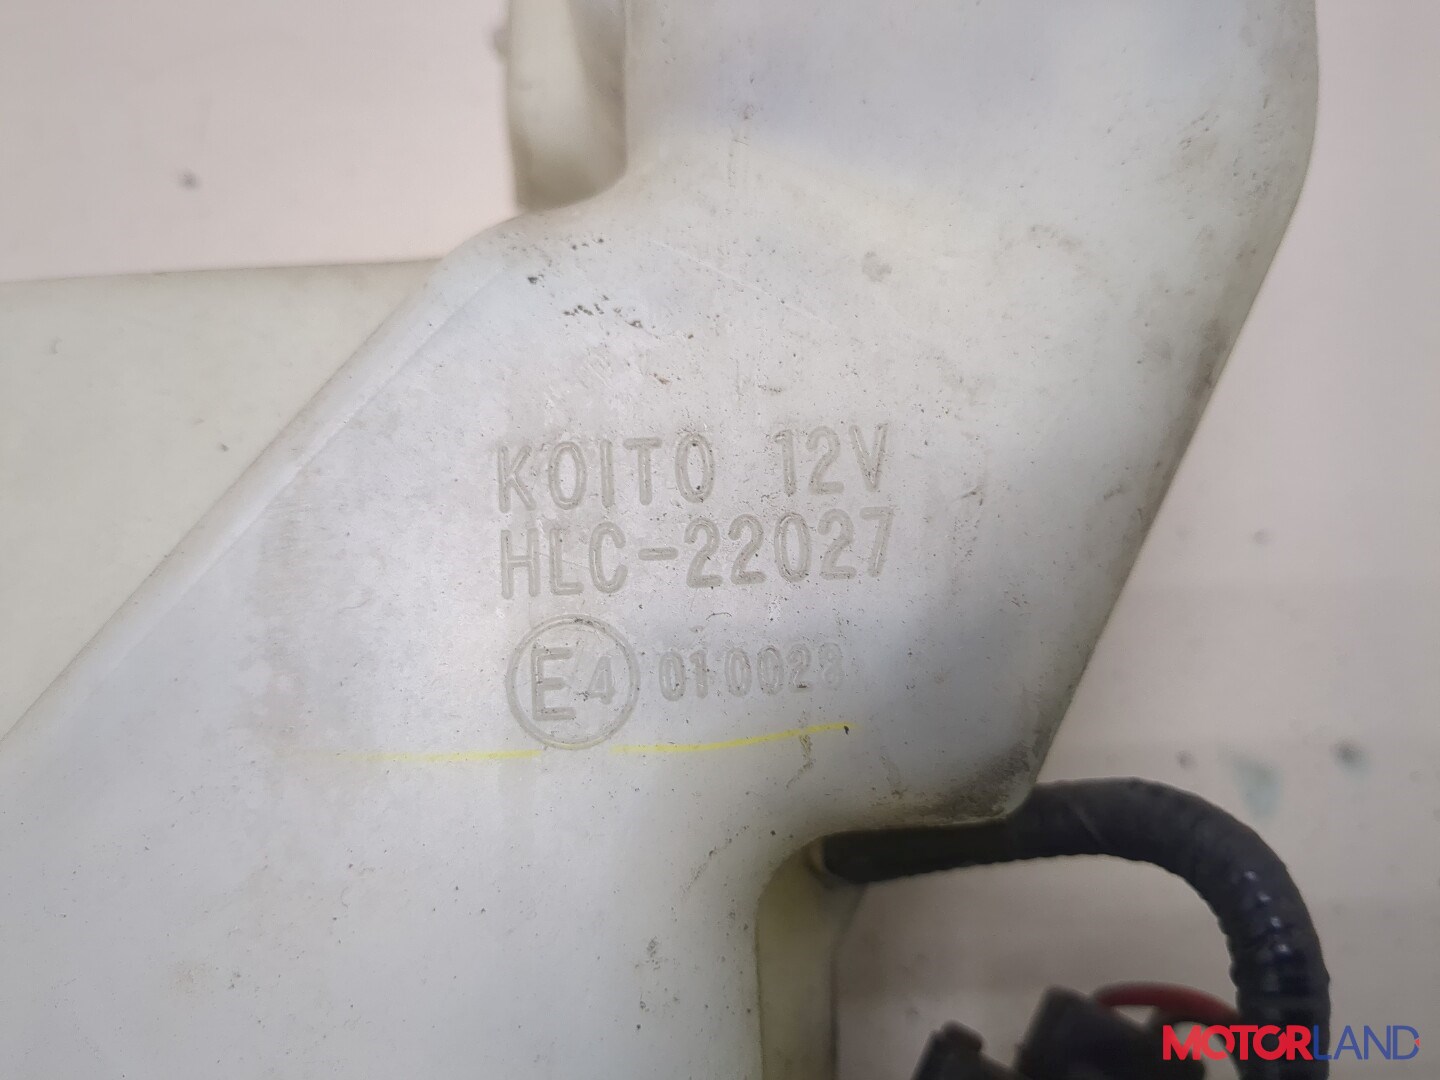 KOITO 12V
HLC-22027
E4 010028
MOTORLAND